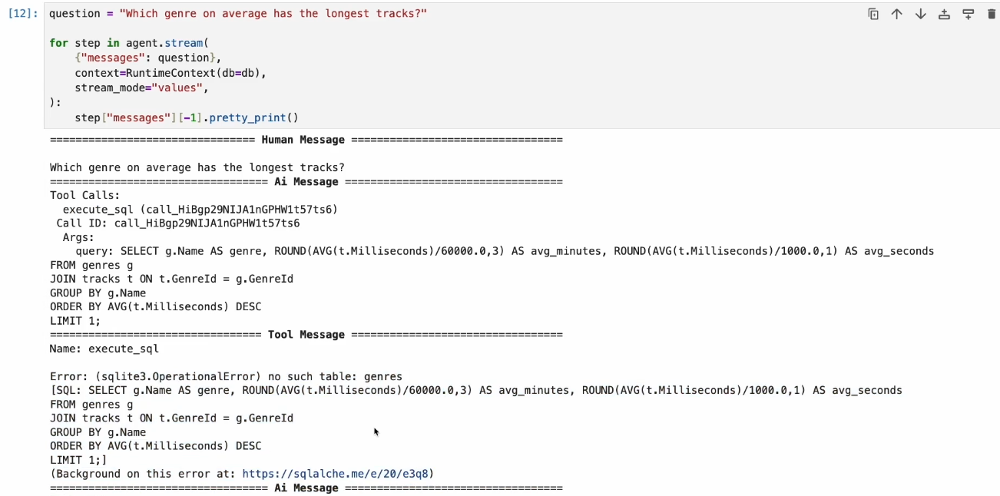 [12]: question = "Which genre on average has the longest tracks?"
for step in agent.stream(
{"messages": question},
context=RuntimeContext(db=db),
stream_mode="values",
):
step["messages"][-1].pretty_print()
================================ Human Message =================================
Which genre on average has the longest tracks?
================================== Ai Message ==================================
Tool Calls:
execute_sql (call_HiBgp29NIJA1nGPHW1t57ts6)
Call ID: call_HiBgp29NIJA1nGPHW1t57ts6
Args:
query: SELECT g.Name AS genre, ROUND(AVG(t.Milliseconds)/60000.0,3) AS avg_minutes, ROUND(AVG(t.Milliseconds)/1000.0,1) AS avg_seconds
FROM genres g
JOIN tracks t ON t.GenreId = g.GenreId
GROUP BY g.Name
ORDER BY AVG(t.Milliseconds) DESC
LIMIT 1;
================================= Tool Message =================================
Name: execute_sql
Error: (sqlite3.OperationalError) no such table: genres
[SQL: SELECT g.Name AS genre, ROUND(AVG(t.Milliseconds)/60000.0,3) AS avg_minutes, ROUND(AVG(t.Milliseconds)/1000.0,1) AS avg_seconds
FROM genres g
JOIN tracks t ON t.GenreId = g.GenreId
GROUP BY g.Name
ORDER BY AVG(t.Milliseconds) DESC
LIMIT 1;]
(Background on this error at: https://sqlalche.me/e/20/e3q8)
================================== Ai Message ==================================